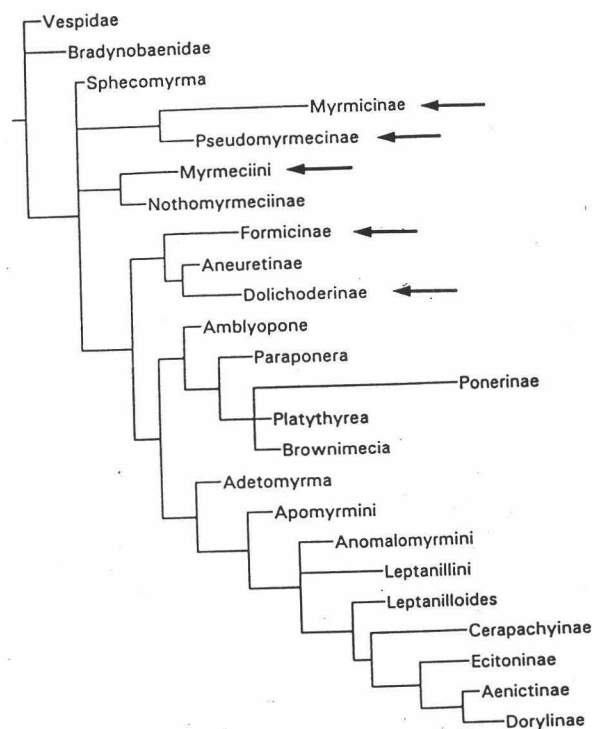 Vespidae
Bradynobaenidae
Sphecomyrma
Myrmicinae
Pseudomyrmecinae
Myrmeciini
Nothomyrmeciinae
Formicinae
Aneuretinae
Dolichoderinae
Amblyopone
Paraponera
Ponerinae
Platythyrea
Brownimecia
Adetomyrma
Apomyrmini
Anomalomyrmini
Leptanillini
Leptanilloides
Cerapachyinae
Ecitoninae
Aenictinae
Dorylinae